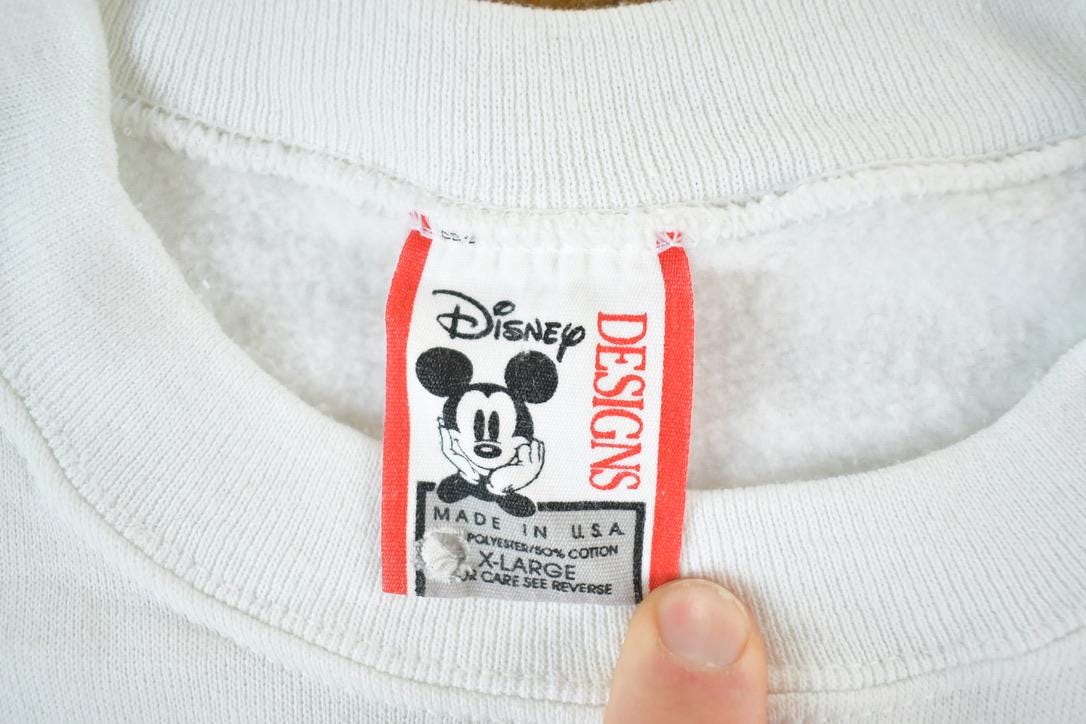 Disney
DESIGNS
MADE IN U.S.A.
POLYESTER/50% COTTON
X-LARGE
CARE SEE REVERSE